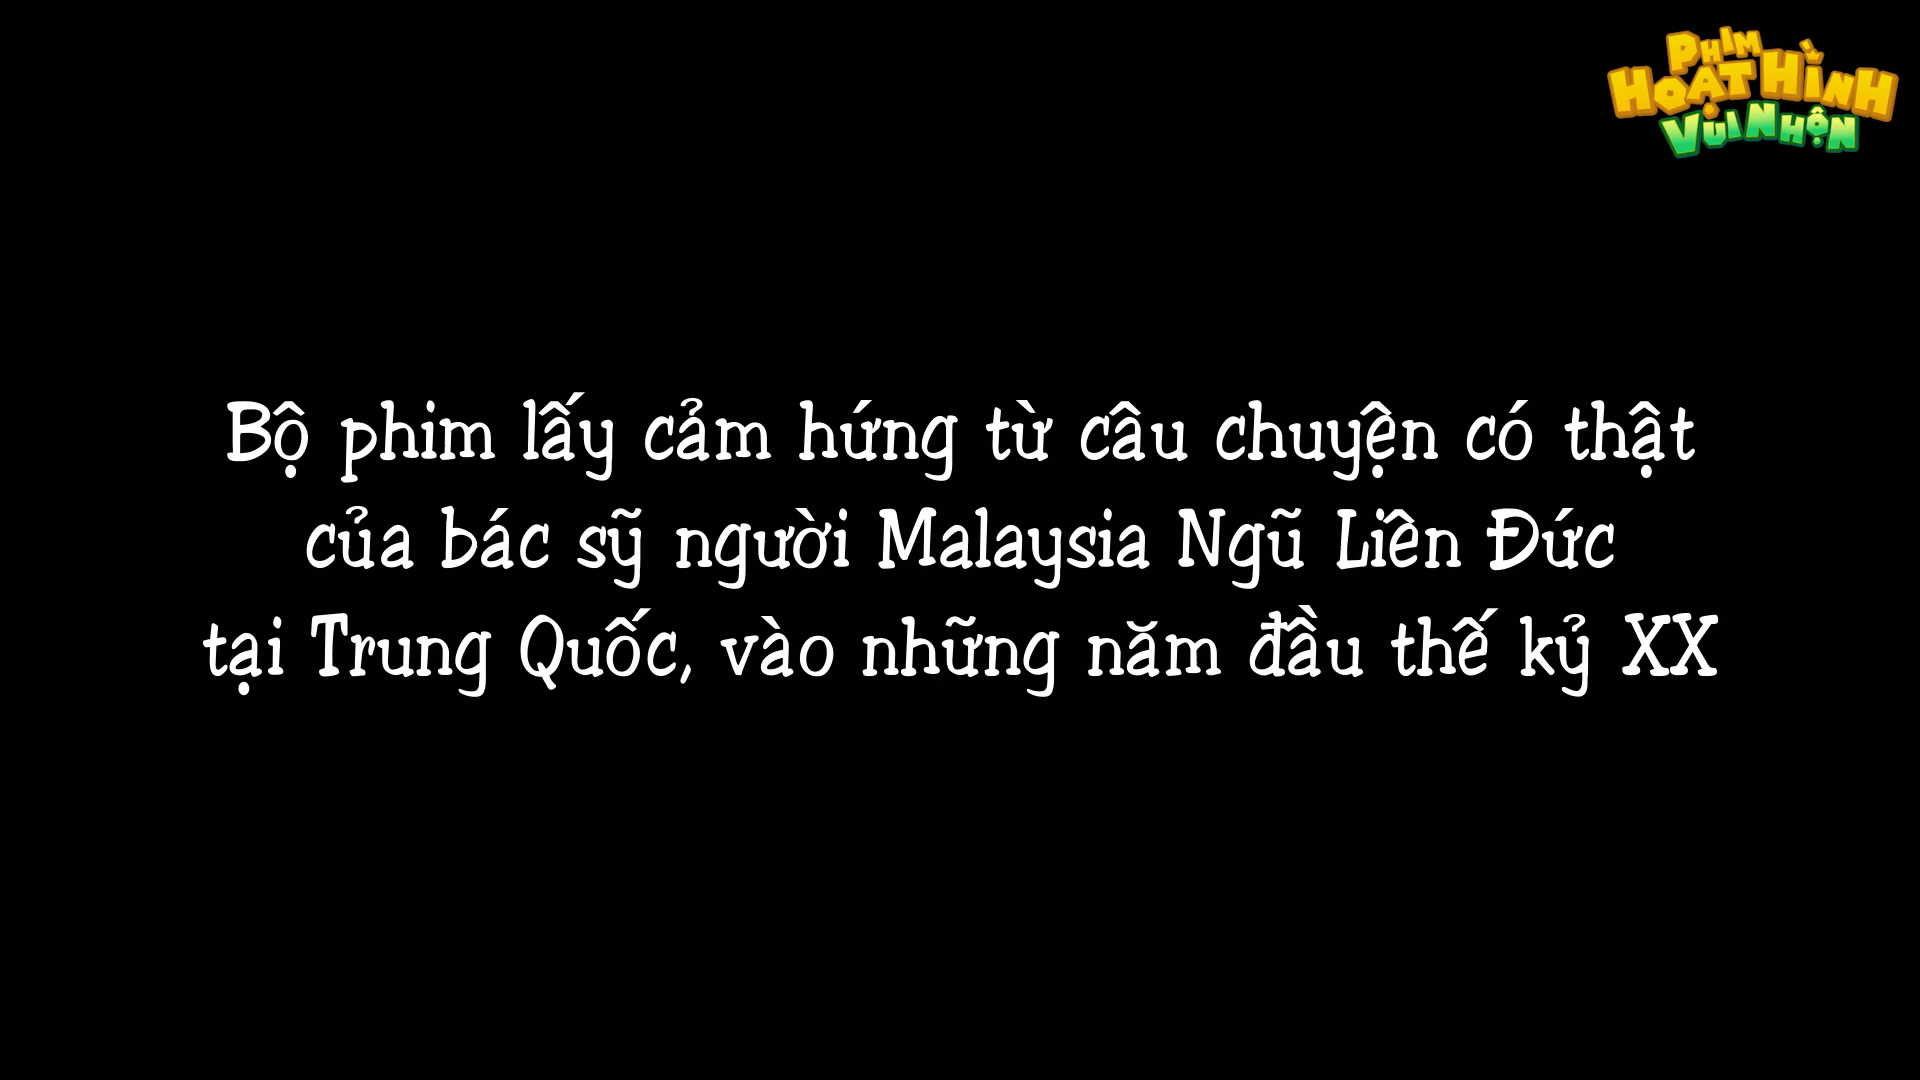 PHIM
HOẠT HÌNH
VUI NHỘN
Bộ phim lấy cảm hứng từ câu chuyện có thật
của bác sỹ người Malaysia Ngũ Liên Đức
tại Trung Quốc, vào những năm đầu thế kỷ XX